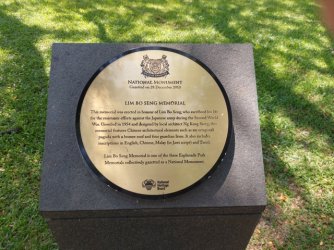 NATIONAL MONUMENT
Gazetted on 28 December 2010
LIM BO SENG MEMORIAL
This memorial was erected in honour of Lim Bo Seng, who sacrificed his life
for the resistance efforts against the Japanese army during the Second World
War. Unveiled in 1954 and designed by local architect Ng Keng Siang, this
memorial features Chinese architectural elements such as an octagonal
pagoda with a bronze roof and four guardian lions. It also includes
inscriptions in English, Chinese, Malay (in Jawi script) and Tamil.
Lim Bo Seng Memorial is one of the three Esplanade Park
Memorials collectively gazetted as a National Monument.
National
Heritage
Board